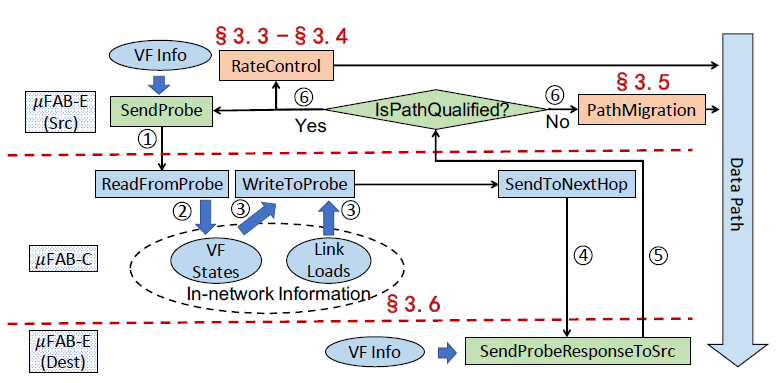 §3.3 – §3.4
VF Info
RateControl
§3.5
μFAB-E
(Src)
SendProbe
⑥
Yes
IsPathQualified?
⑥
No
PathMigration
①
ReadFromProbe
WriteToProbe
SendToNextHop
②
③
③
μFAB-C
VF
States
Link
Loads
In-network Information
④
⑤
§3.6
μFAB-E
(Dest)
VF Info
SendProbeResponseToSrc
Data Path